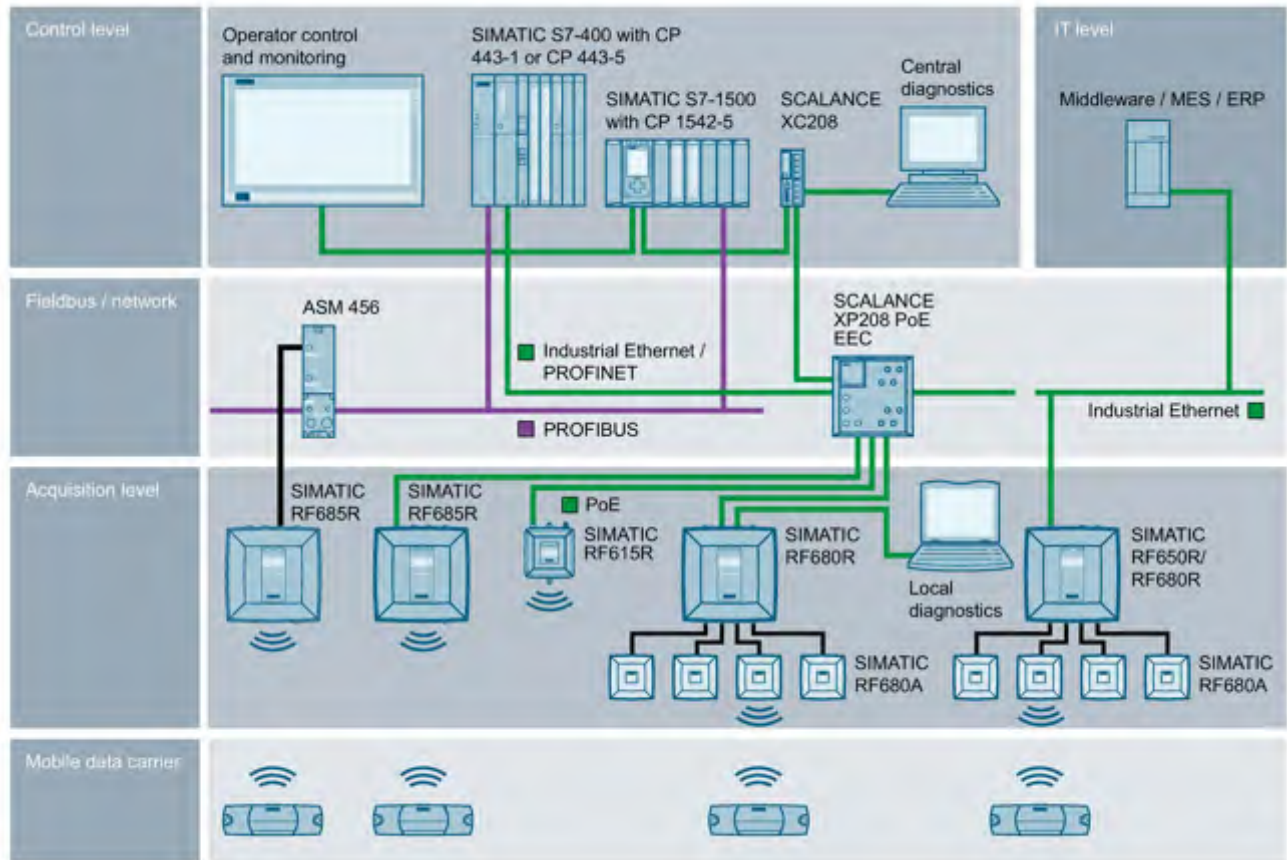 Control level
Operator control
and monitoring
SIMATIC S7-400 with CP
443-1 or CP 443-5
SIMATIC S7-1500
with CP 1542-5
SCALANCE
XC208
Central
diagnostics
IT level
Middleware / MES / ERP
Fieldbus / network
ASM 456
Industrial Ethernet /
PROFINET
PROFIBUS
SCALANCE
XP208 PoE
EEC
Industrial Ethernet
Acquisition level
SIMATIC
RF685R
SIMATIC
RF685R
PoE
SIMATIC
RF615R
SIMATIC
RF680R
Local
diagnostics
SIMATIC
RF650R/
RF680R
SIMATIC
RF680A
SIMATIC
RF680A
Mobile data carrier